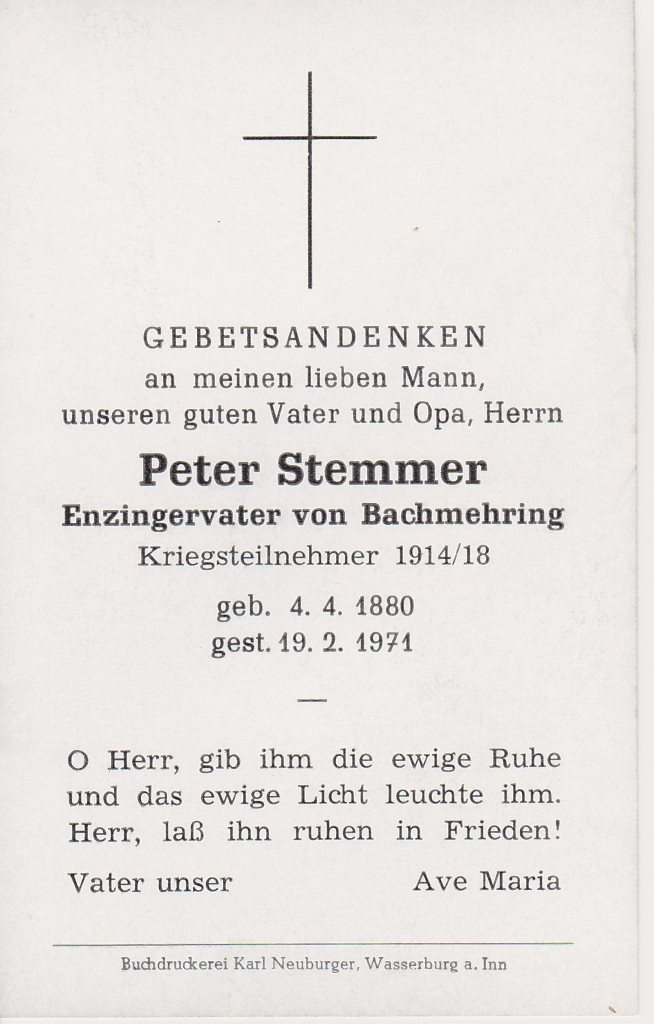 GEBETSANDENKEN
an meinen lieben Mann,
unseren guten Vater und Opa, Herrn
Peter Stemmer
Enzingervater von Bachmehring
Kriegsteilnehmer 1914/18
geb. 4. 4. 1880
gest. 19. 2. 1971
—
O Herr, gib ihm die ewige Ruhe
und das ewige Licht leuchte ihm.
Herr, laß ihn ruhen in Frieden!
Vater unser Ave Maria
Buchdruckerei Karl Neuburger, Wasserburg a. Inn